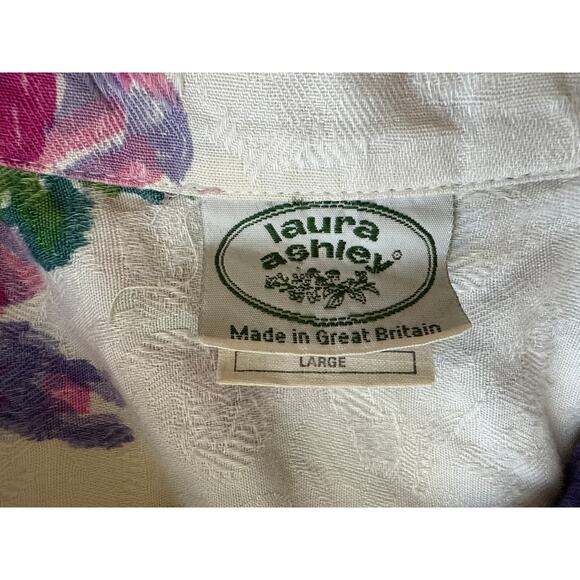 laura
ashley
Made in Great Britain
LARGE